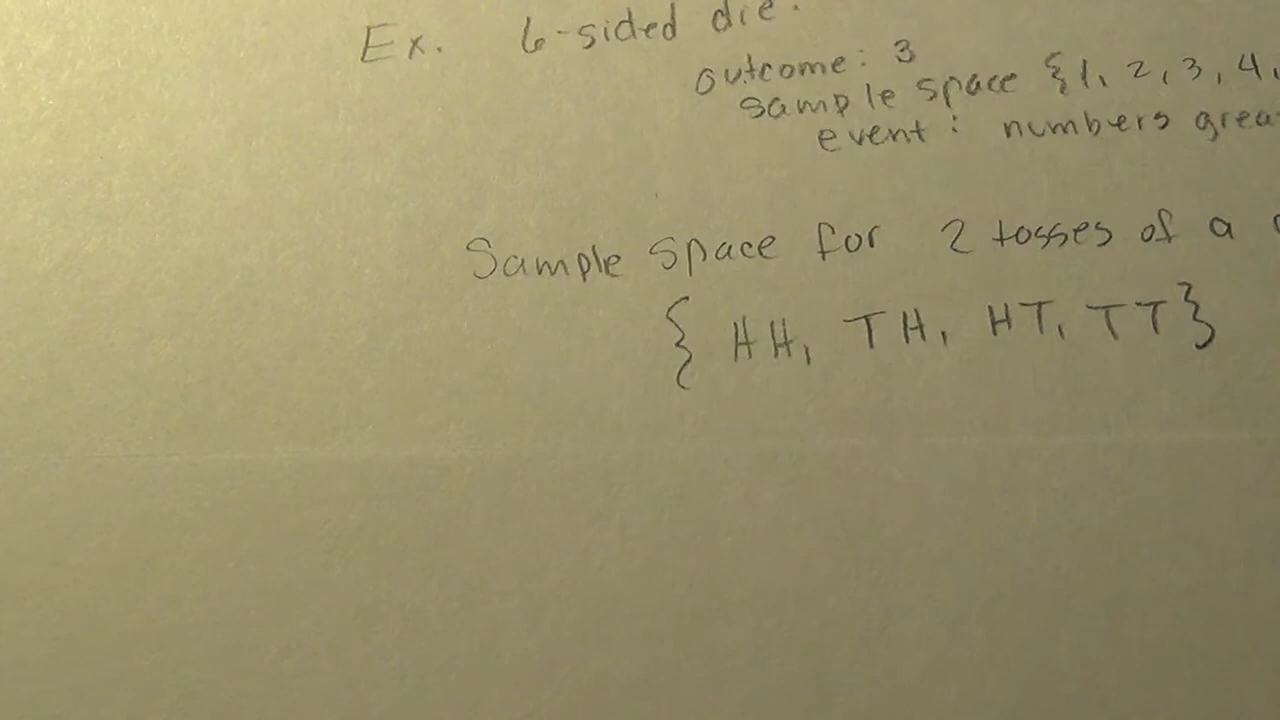 Ex. 6-sided die.
outcome: 3
sample space {1, 2, 3, 4,
event: numbers
Sample space for 2 tosses of a
{ HH, TH, HT, TT}